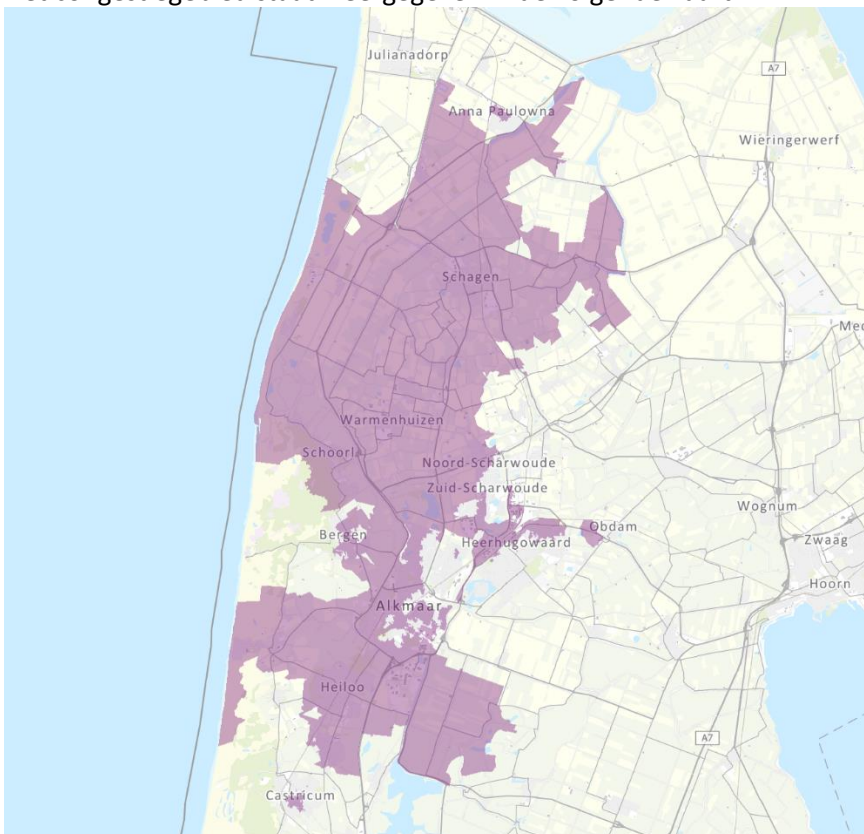 Julianadorp
A7
Anna Paulowna
Wieringerwerf
Schagen
Med
Warmenhuizen
Schoorl
Noord-Scharwoude
Zuid-Scharwoude
Wognum
Obdam
Bergen
Heerhugowaard
Zwaag
Hoorn
Alkmaar
Heiloo
A7
Castricum